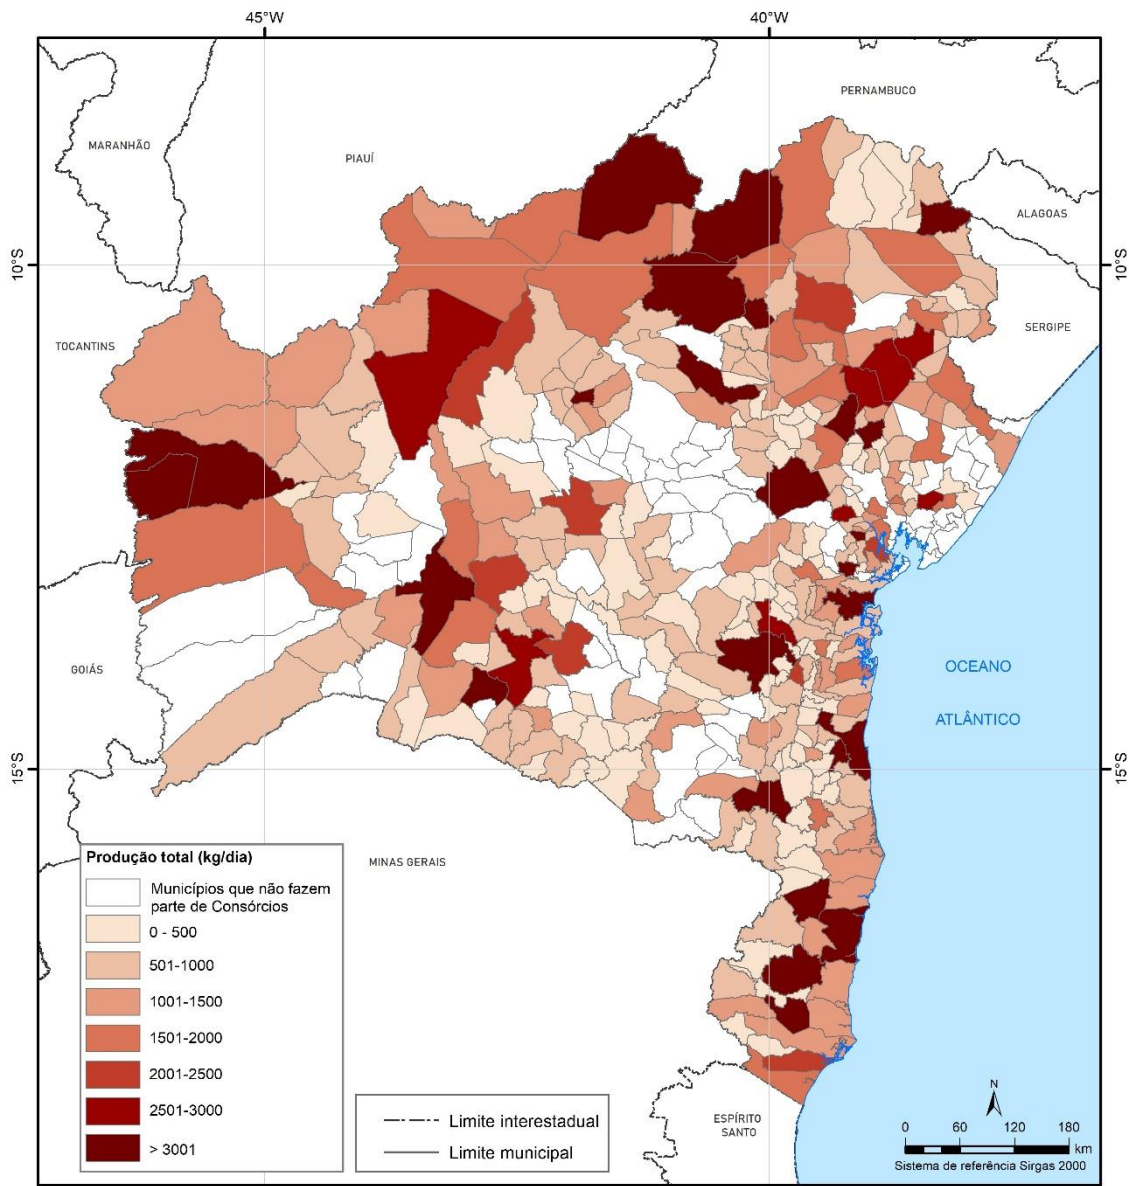 45°W
40°W
PERNAMBUCO
MARANHÃO
PIAUÍ
ALAGOAS
10°S
10°S
SERGIPE
TOCANTINS
GOIÁS
OCEANO
ATLÂNTICO
15°S
15°S
MINAS GERAIS
Produção total (kg/dia)
Municípios que não fazem
parte de Consórcios
0 - 500
501-1000
1001-1500
1501-2000
2001-2500
2501-3000
> 3001
Limite interestadual
Limite municipal
ESPÍRITO
SANTO
N
0 60 120 180
km
Sistema de referência Sirgas 2000